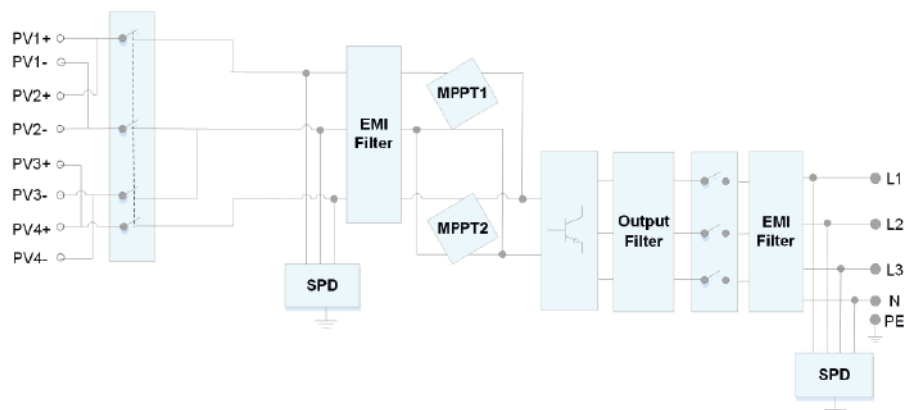 PV1+
PV1-
PV2+
PV2-
PV3+
PV3-
PV4+
PV4-
EMI
Filter
MPPT1
MPPT2
SPD
Output
Filter
EMI
Filter
L1
L2
L3
N
PE
SPD